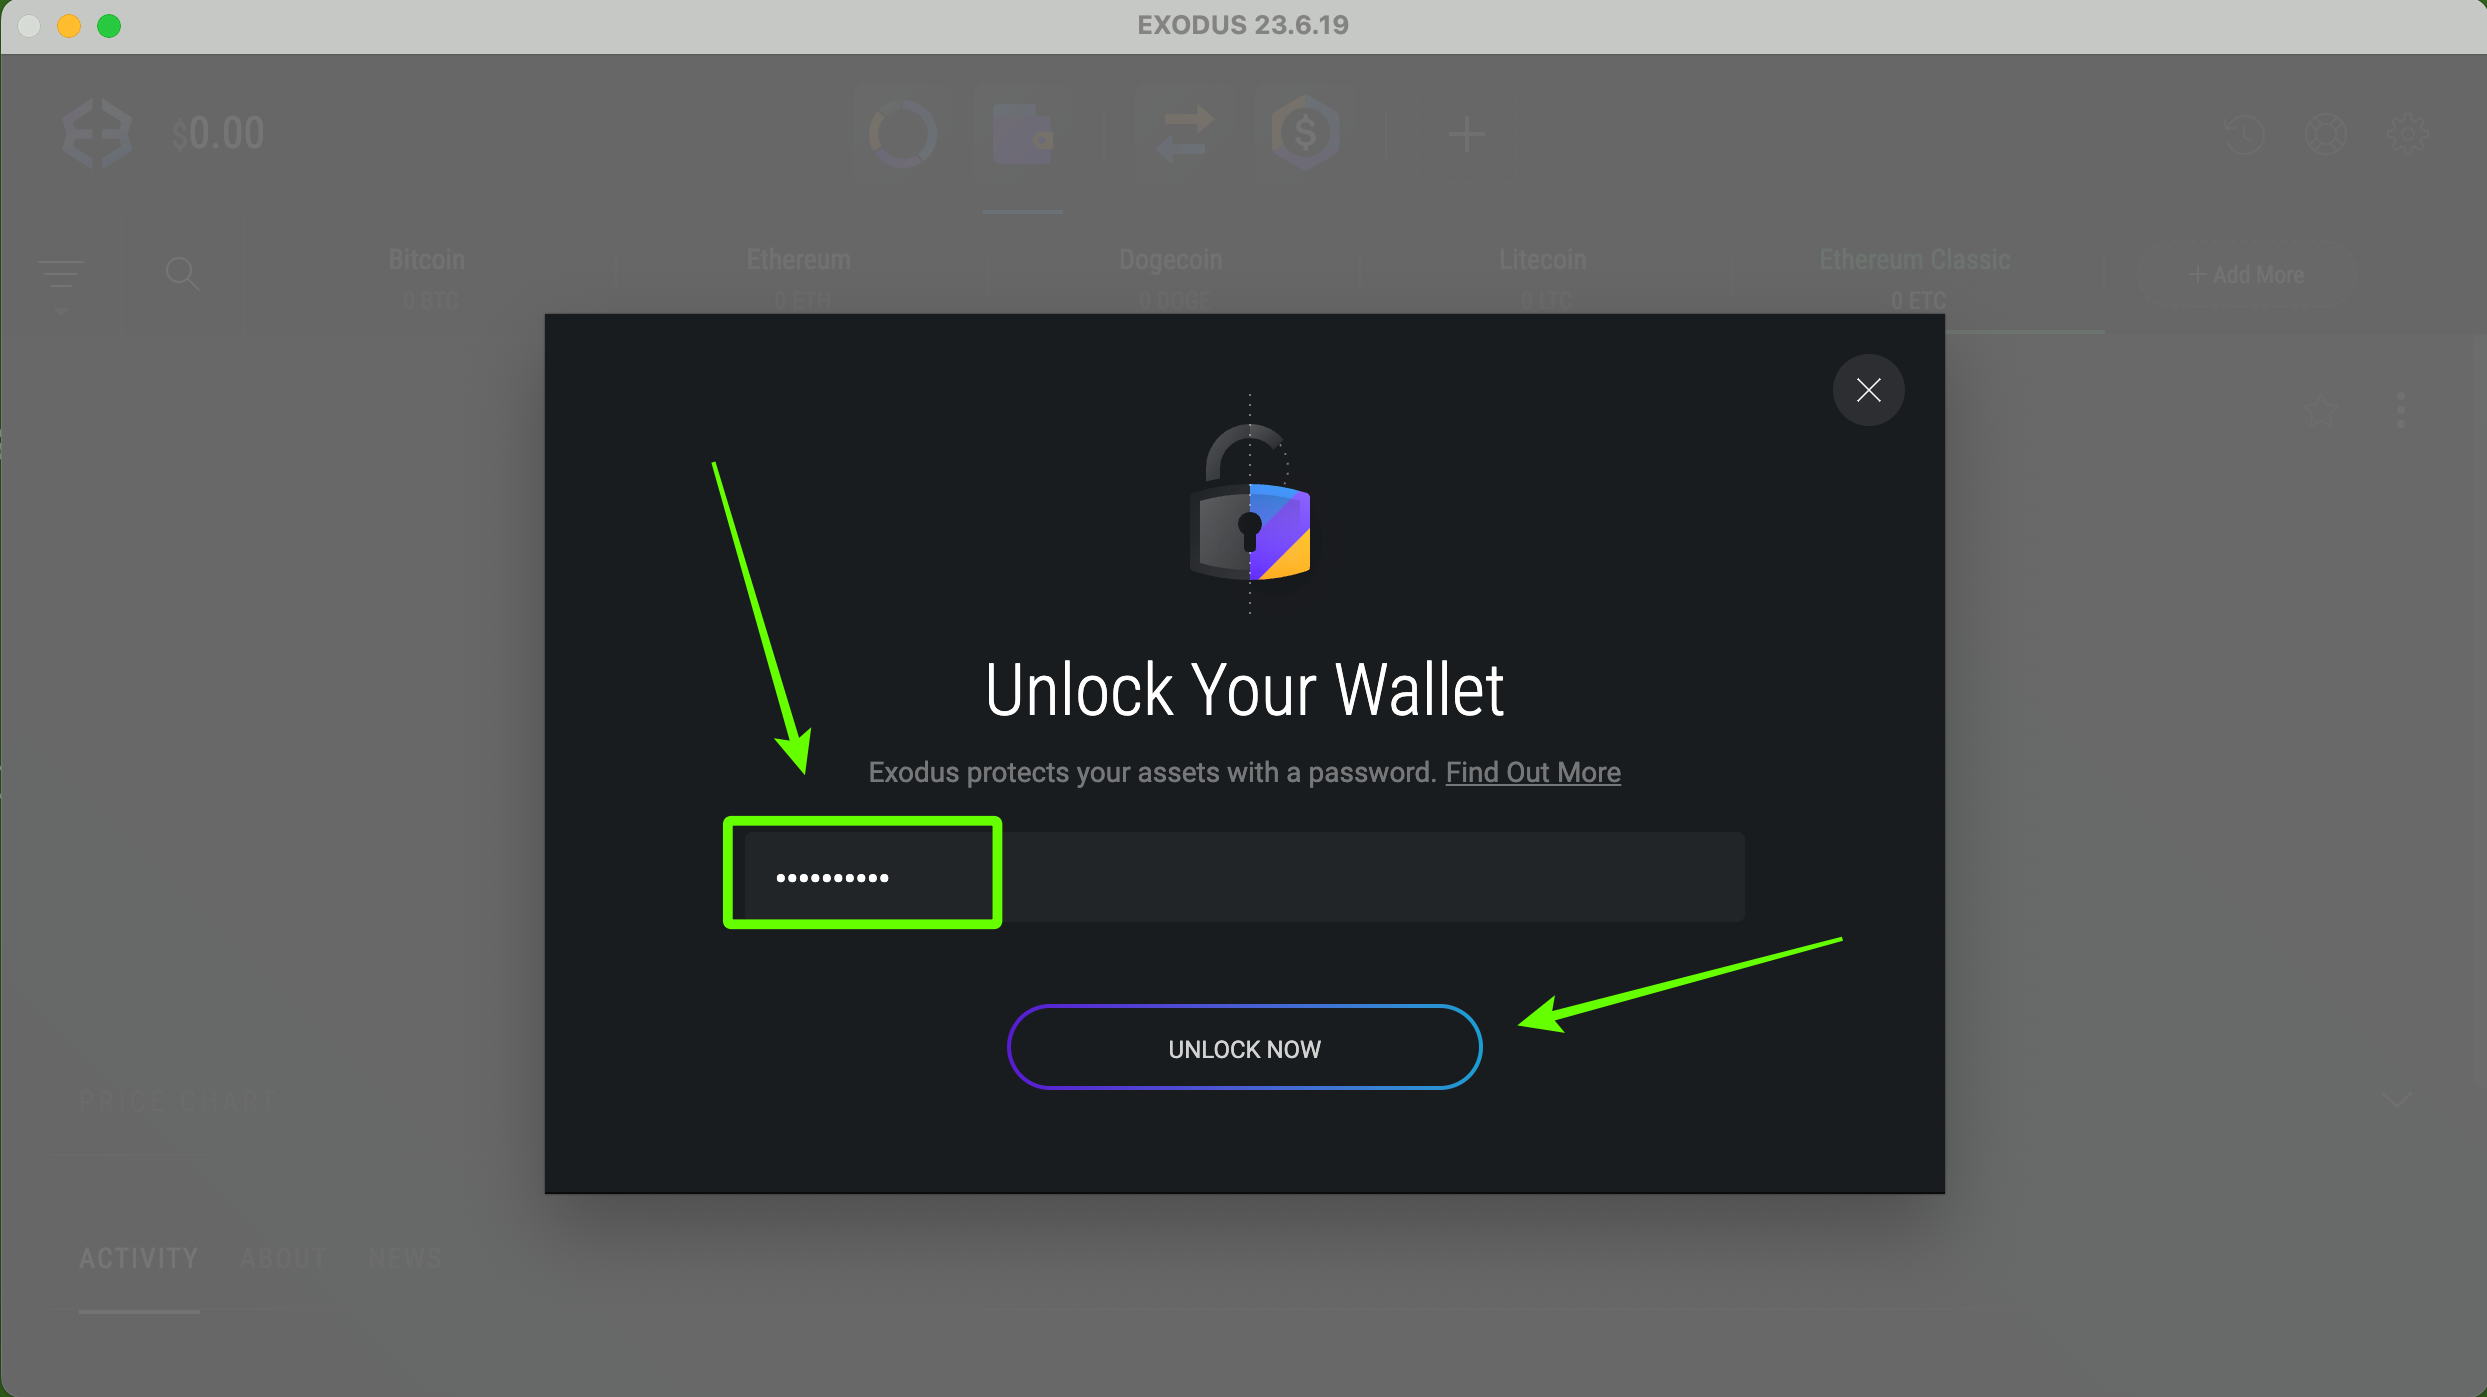 EXODUS 23.6.19
$0.00
Bitcoin
0 BTC
Ethereum
0 ETH
Dogecoin
0 DOGE
Litecoin
0 LTC
Ethereum Classic
0 ETC
+ Add More
Unlock Your Wallet
Exodus protects your assets with a password. Find Out More
••••••••••
UNLOCK NOW
PRICE CHART
ACTIVITY ABOUT NEWS